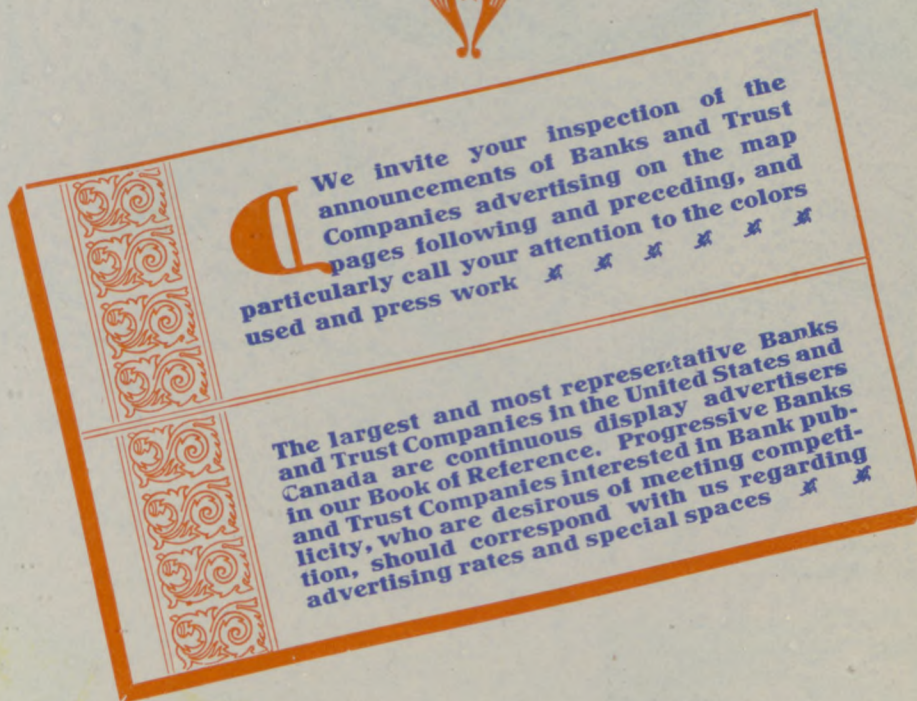 We invite your inspection of the
announcements of Banks and Trust
Companies advertising on the map
pages following and preceding, and
particularly call your attention to the colors
used and press work
The largest and most representative Banks
and Trust Companies in the United States and
Canada are continuous display advertisers
in our Book of Reference. Progressive Banks
and Trust Companies interested in Bank pub-
licity, who are desirous of meeting competi-
tion, should correspond with us regarding
advertising rates and special spaces